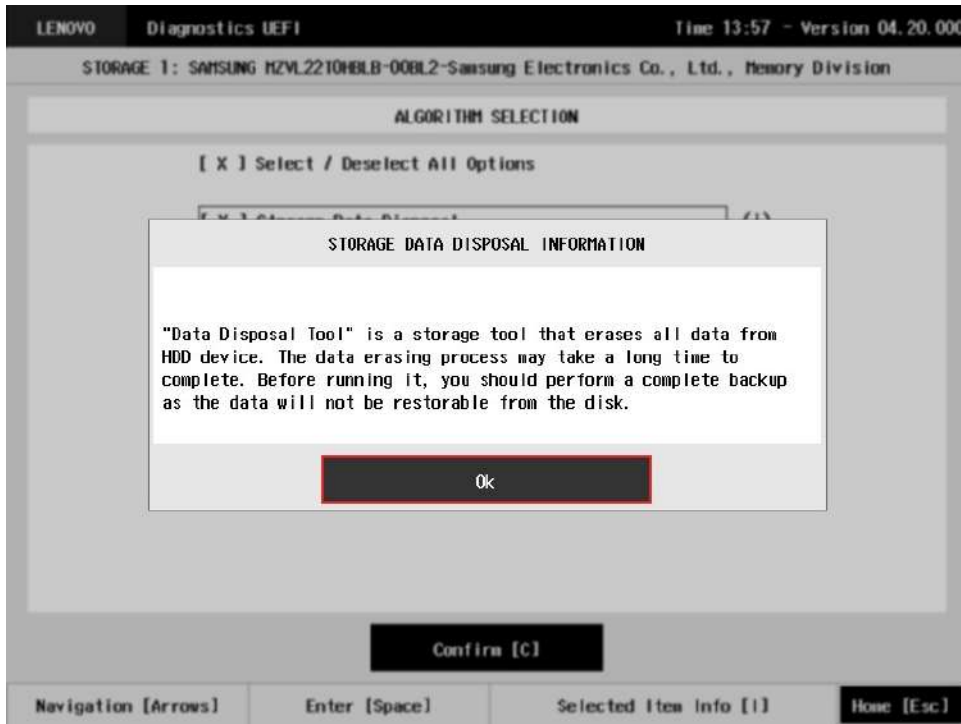 LENOVO Diagnostics UEFI Time 13:57 - Version 04.20.000
STORAGE 1: SAMSUNG MZVL22T0HBLB-00BL2-Samsung Electronics Co., Ltd., Memory Division
ALGORITHM SELECTION
[ X ] Select / Deselect All Options
[ X ] Storage Data Disposal (i)
STORAGE DATA DISPOSAL INFORMATION
"Data Disposal Tool" is a storage tool that erases all data from
HDD device. The data erasing process may take a long time to
complete. Before running it, you should perform a complete backup
as the data will not be restorable from the disk.
Ok
Confirm [C]
Navigation [Arrows] Enter [Space] Selected Item Info [I] Home [Esc]